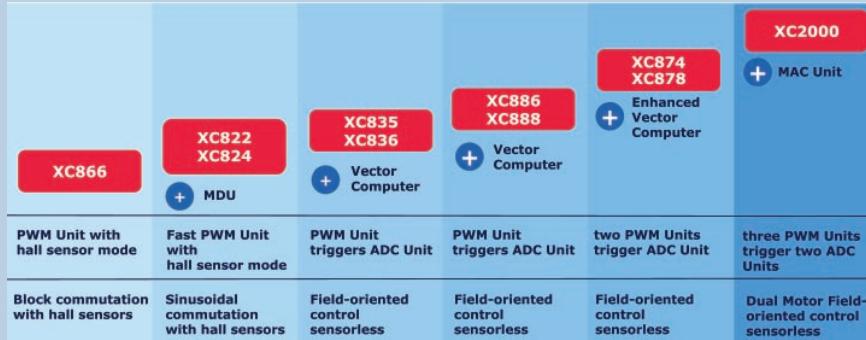 XC866
PWM Unit with
hall sensor mode
Block commutation
with hall sensors
XC822
XC824
+ MDU
Fast PWM Unit
with
hall sensor mode
Sinusoidal
commutation
with hall sensors
XC835
XC836
+ Vector
Computer
PWM Unit
triggers ADC Unit
Field-oriented
control
sensorless
XC886
XC888
+ Vector
Computer
PWM Unit
triggers ADC Unit
Field-oriented
control
sensorless
XC874
XC878
+ Enhanced
Vector
Computer
two PWM Units
trigger ADC Unit
Field-oriented
control
sensorless
XC2000
+ MAC Unit
three PWM Units
trigger two ADC
Units
Dual Motor Field-
oriented control
sensorless